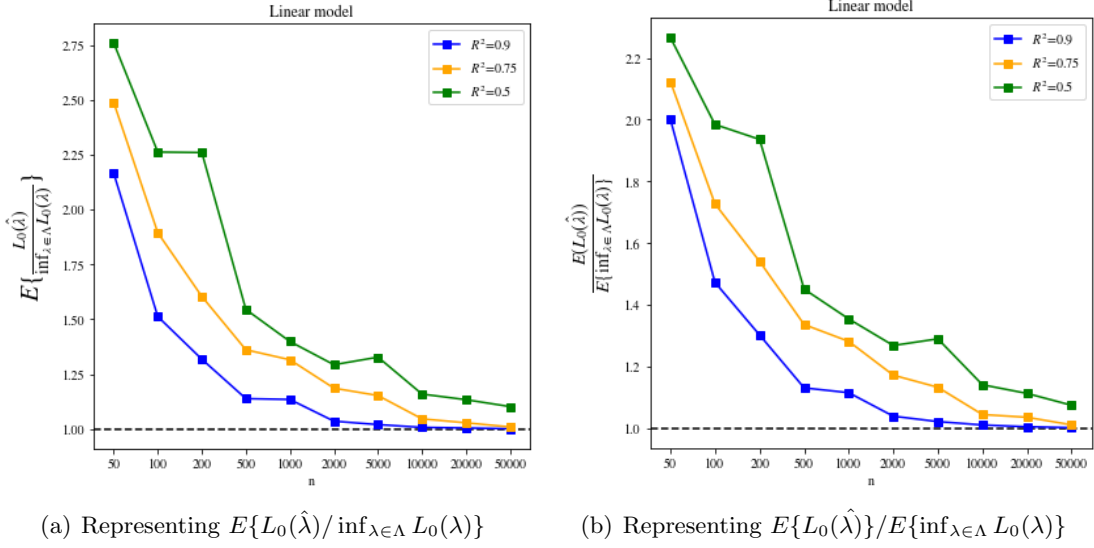 Linear model
E{L₀(λ̂)/inf_{λ∈Λ} L₀(λ)}
2.75
2.50
2.25
2.00
1.75
1.50
1.25
1.00
R²=0.9
R²=0.75
R²=0.5
50 100 200 500 1000 2000 5000 10000 20000 50000
n
(a) Representing E{L₀(λ̂)/ inf_{λ∈Λ} L₀(λ)}
Linear model
E(L₀(λ̂))/E{inf_{λ∈Λ} L₀(λ)}
2.2
2.0
1.8
1.6
1.4
1.2
1.0
R²=0.9
R²=0.75
R²=0.5
50 100 200 500 1000 2000 5000 10000 20000 50000
n
(b) Representing E{L₀(λ̂)}/E{inf_{λ∈Λ} L₀(λ)}